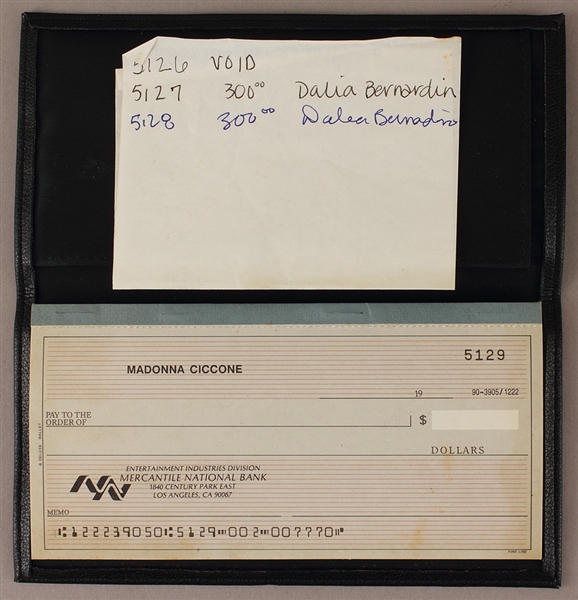 5126 VOID
5127 300⁰⁰ Dalia Bernardin
5128 300⁰⁰ Dalea Bernadino
5129
MADONNA CICCONE
19 90-3905/1222
PAY TO THE
ORDER OF $
DOLLARS
ENTERTAINMENT INDUSTRIES DIVISION
MERCANTILE NATIONAL BANK
1840 CENTURY PARK EAST
LOS ANGELES, CA 90067
MEMO
⑆122239050⑆5129⑈002⑈007770⑈